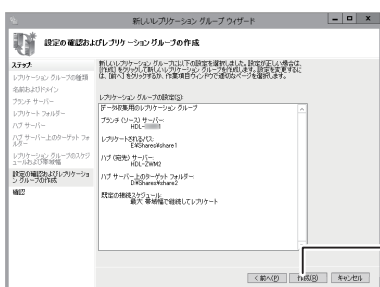 新しいレプリケーション グループ ウィザード
設定の確認およびレプリケーション グループの作成
ステップ:
レプリケーション グループの種類
名前およびドメイン
ブランチ サーバー
レプリケート フォルダー
ハブ サーバー
ハブ サーバー上のターゲット フォルダー
レプリケーション グループのスケジュールおよび帯域幅
設定の確認およびレプリケーション グループの作成
確認
新しいレプリケーション グループに以下の設定を選択しました。設定が正しい場合は、
[作成] をクリックして新しいレプリケーション グループを作成します。設定を変更するに
は、[前へ] をクリックするか、作業項目ウィンドウで適切なページを選択します。
レプリケーション グループの設定(S):
データ収集用のレプリケーション グループ
ブランチ (ソース) サーバー:
HDL-
レプリケートされるパス:
E:¥Shares¥share1
ハブ (宛先) サーバー:
HDL-ZWM2
ハブ サーバー上のターゲット フォルダー:
D:¥Shares¥share2
既定の接続スケジュール:
最大 帯域幅で継続してレプリケート
< 前へ(P)
作成(R)
キャンセル